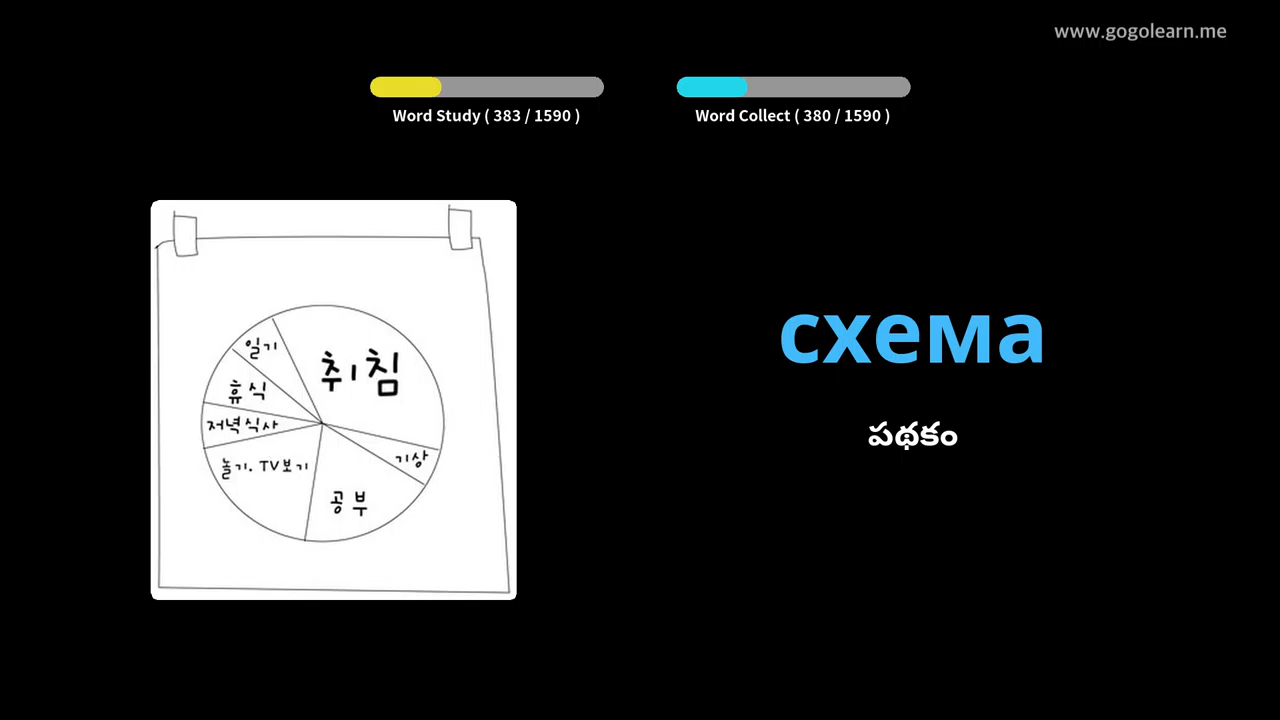 www.gogolearn.me
Word Study ( 383 / 1590 )
Word Collect ( 380 / 1590 )
일기
취침
휴식
저녁식사
놀기. TV보기
기상
공부
схема
పథకం